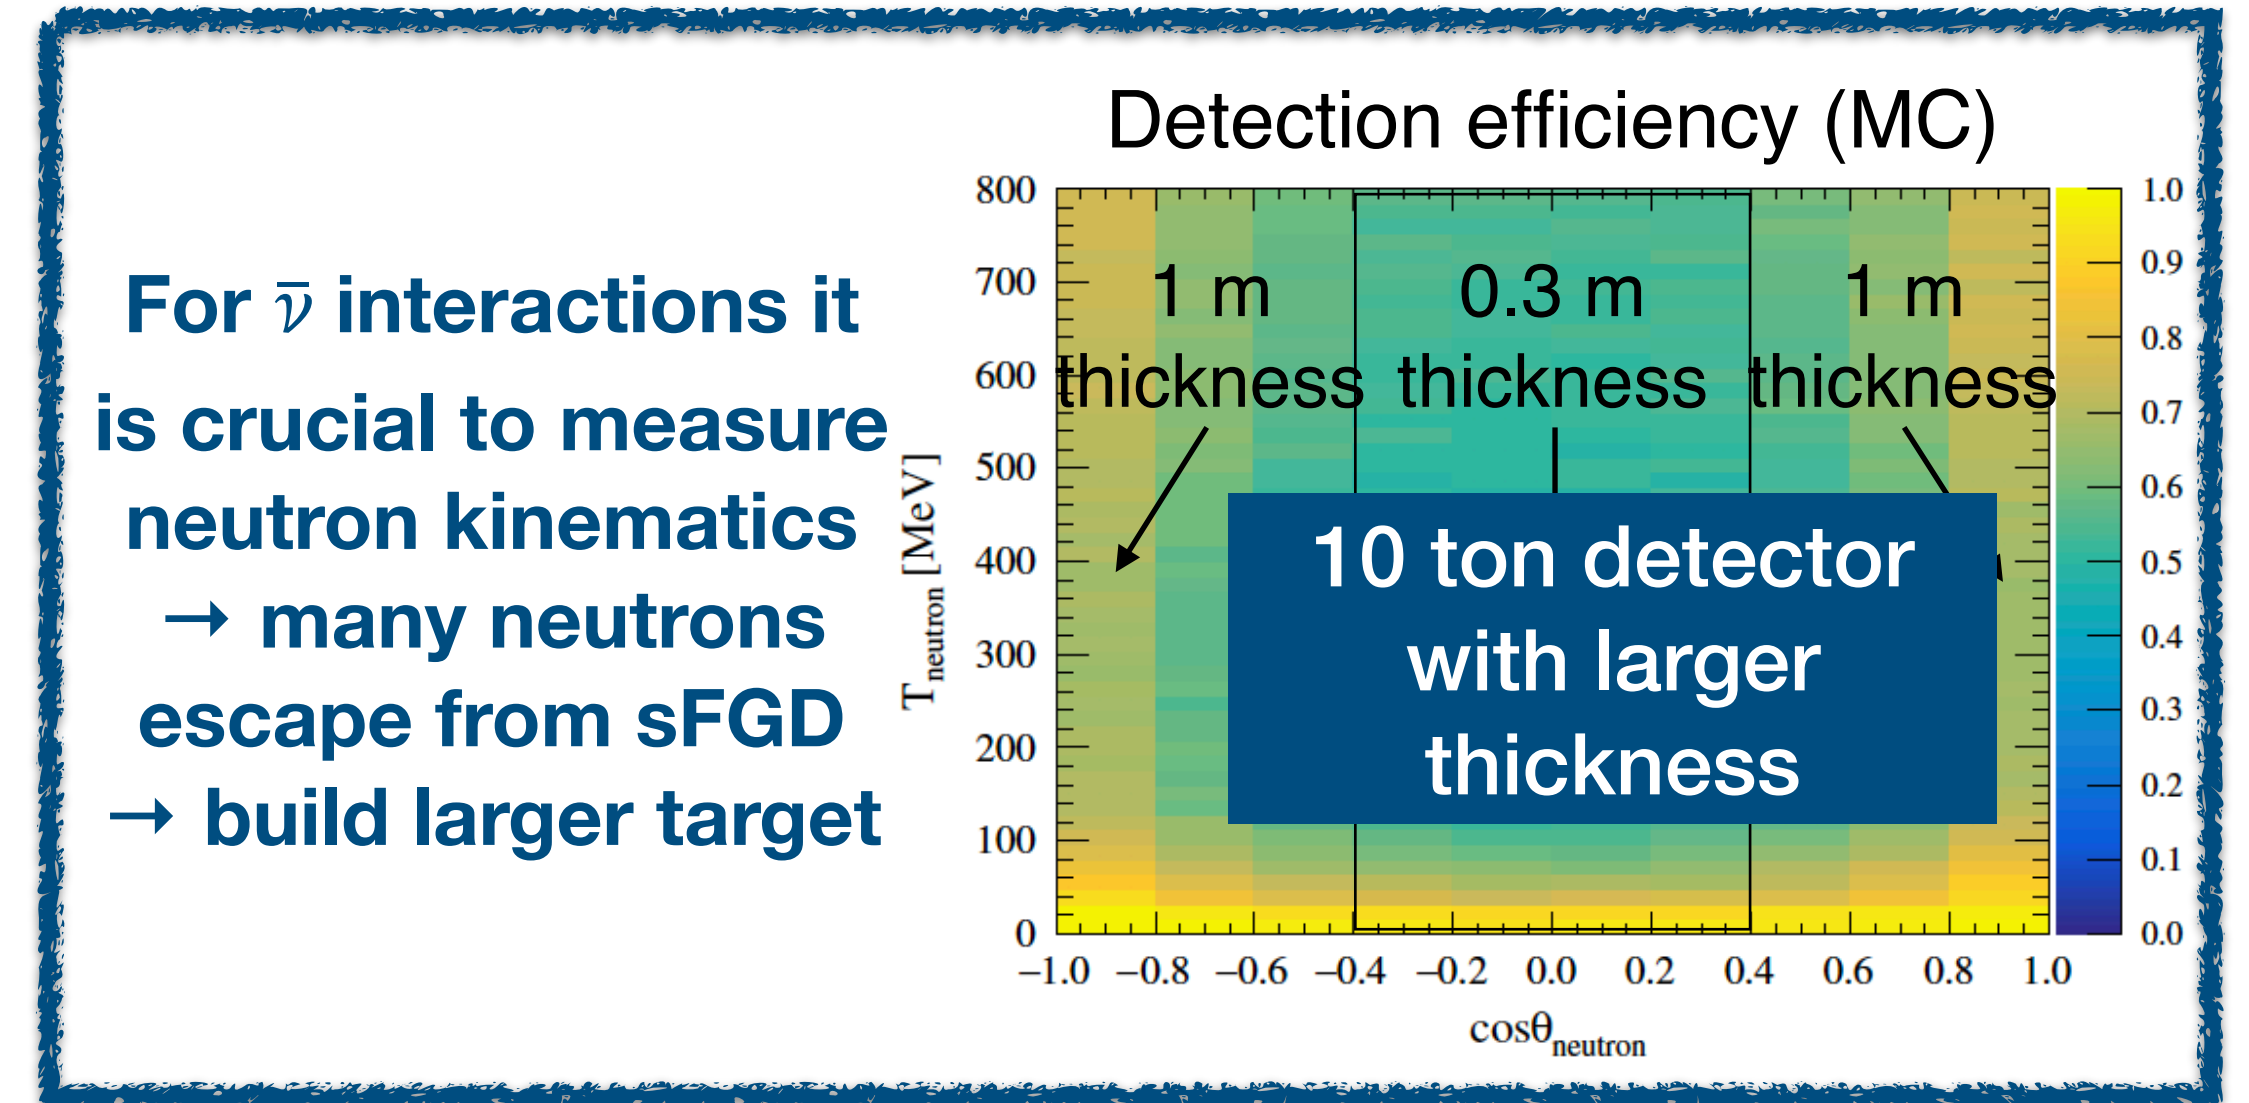 For ν̄ interactions it
is crucial to measure
neutron kinematics
→ many neutrons
escape from sFGD
→ build larger target
Detection efficiency (MC)
800
700
600
500
400
300
200
100
0
T_neutron [MeV]
1 m
thickness
0.3 m
thickness
1 m
thickness
10 ton detector
with larger
thickness
−1.0 −0.8 −0.6 −0.4 −0.2 0.0 0.2 0.4 0.6 0.8 1.0
cosθ_neutron
1.0
0.9
0.8
0.7
0.6
0.5
0.4
0.3
0.2
0.1
0.0